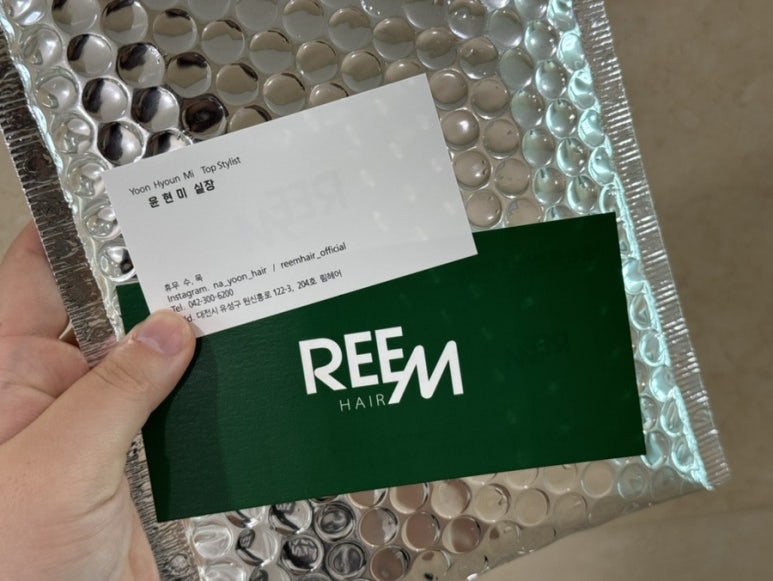 Yoon Hyoun Mi Top Stylist
윤현미 실장
휴무 수, 목
Instagram. na_yoon_hair / reemhair_official
Tel. 042-300-6200
대전시 유성구 원신흥로 122-3, 204호 림헤어
REEM
HAIR